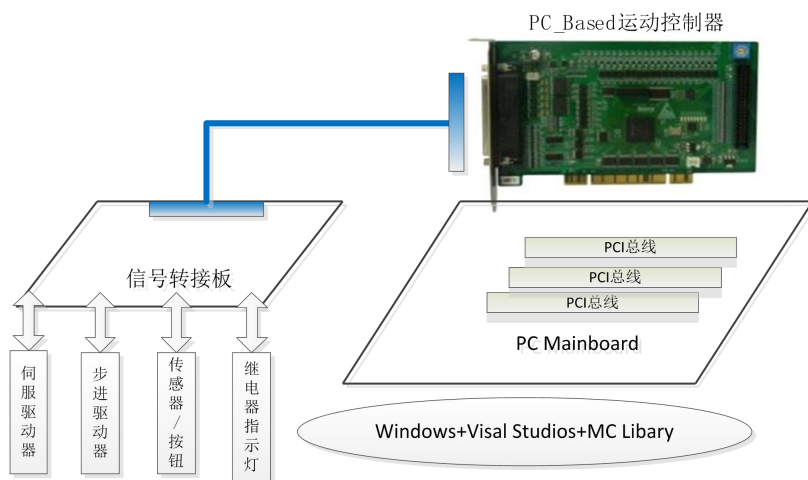 PC_Based运动控制器
信号转接板
PCI总线
PCI总线
PCI总线
PC Mainboard
伺服驱动器
步进驱动器
传感器/按钮
继电器指示灯
Windows+Visal Studios+MC Libary